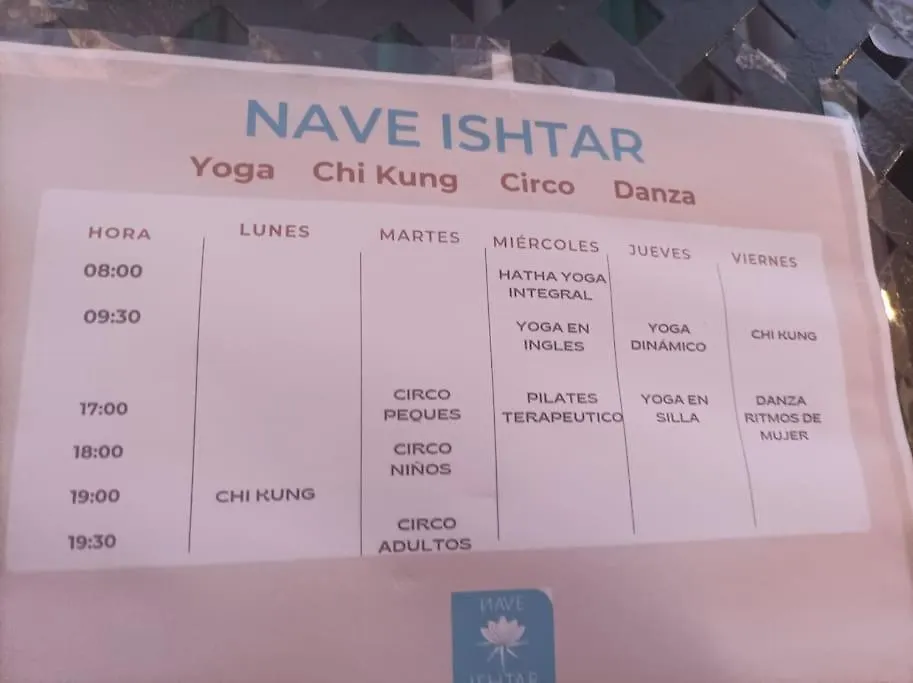 NAVE ISHTAR
Yoga Chi Kung Circo Danza
HORA LUNES MARTES MIÉRCOLES JUEVES VIERNES
08:00 HATHA YOGA
INTEGRAL
09:30 YOGA EN YOGA CHI KUNG
INGLES DINÁMICO
17:00 CIRCO PILATES YOGA EN DANZA
PEQUES TERAPEUTICO SILLA RITMOS DE
MUJER
18:00 CIRCO
NIÑOS
19:00 CHI KUNG
19:30 CIRCO
ADULTOS
NAVE
ISHTAR